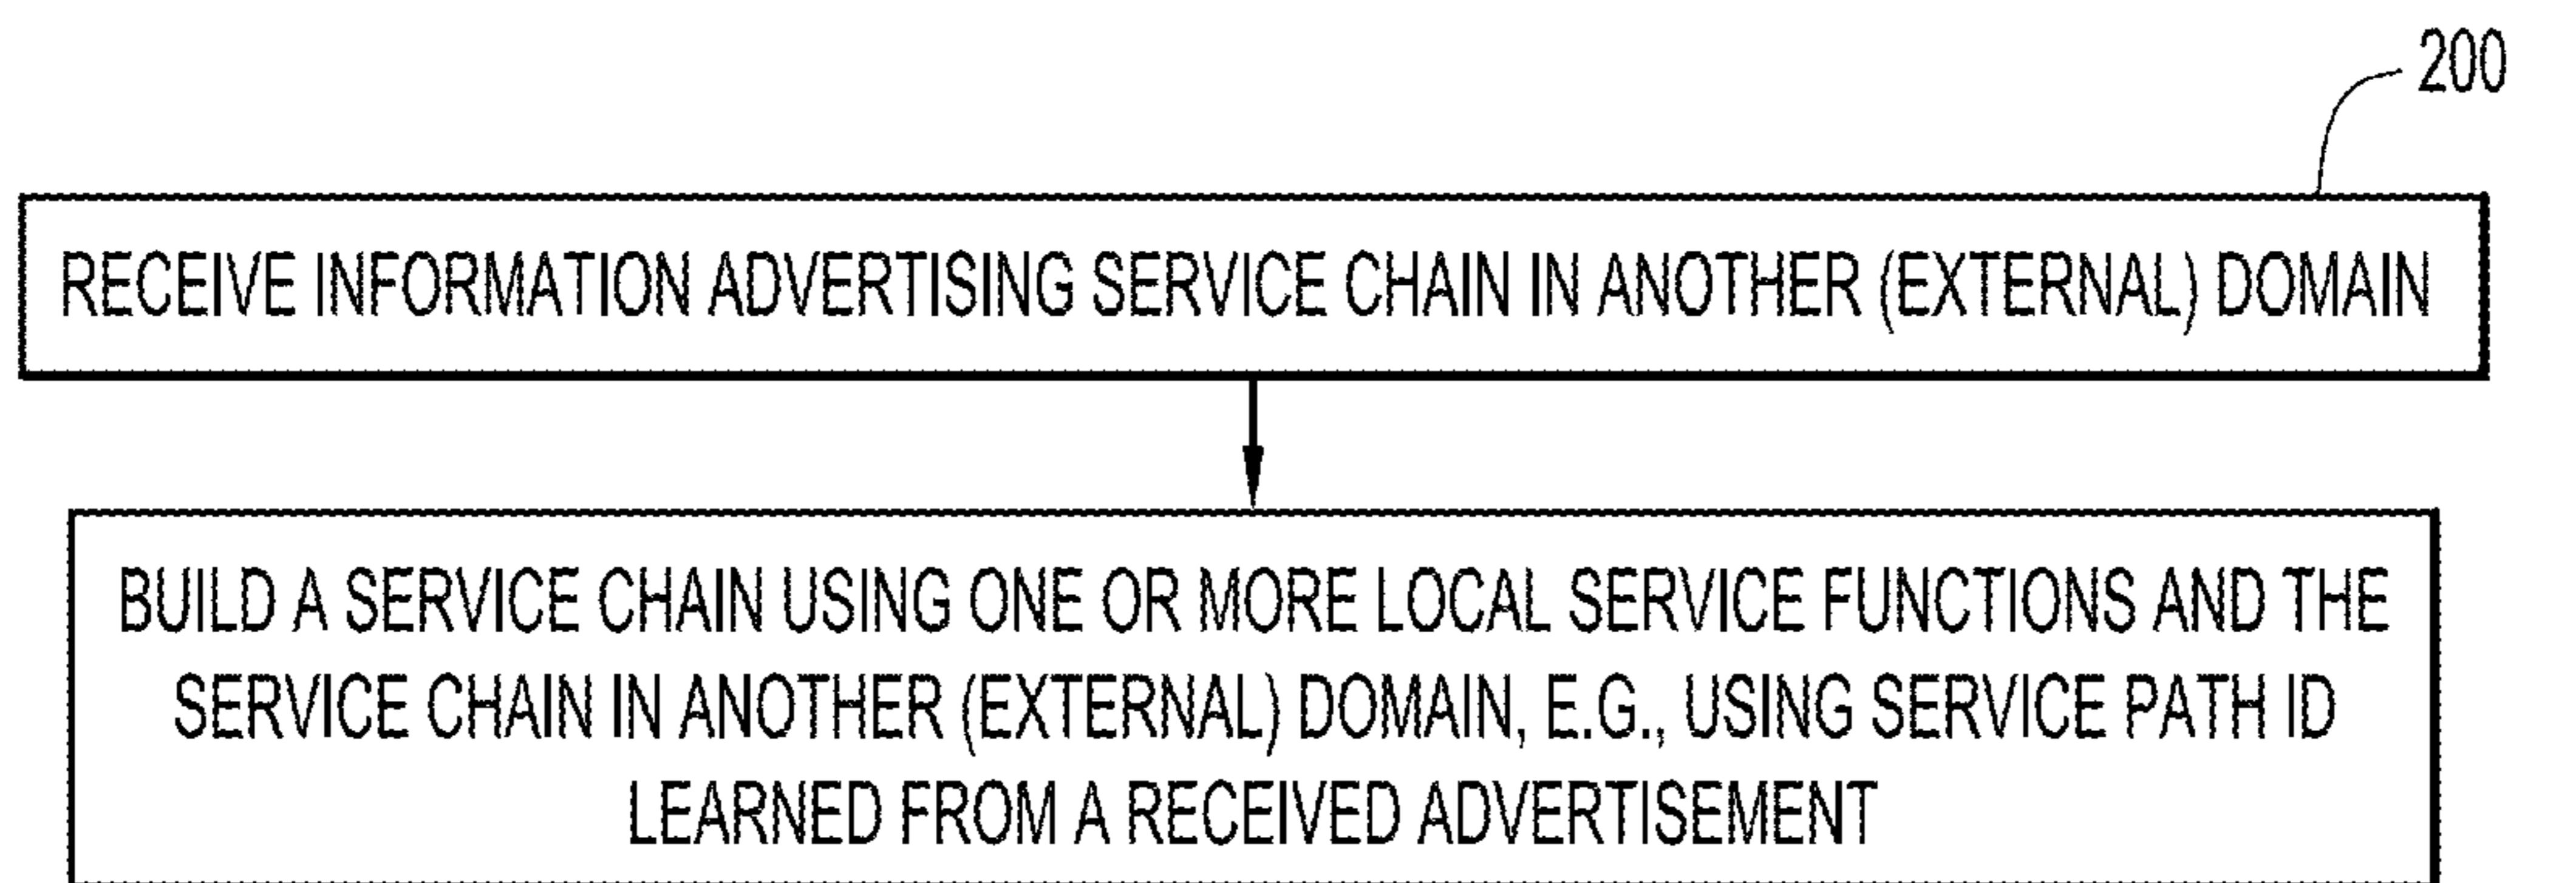 200
RECEIVE INFORMATION ADVERTISING SERVICE CHAIN IN ANOTHER (EXTERNAL) DOMAIN
BUILD A SERVICE CHAIN USING ONE OR MORE LOCAL SERVICE FUNCTIONS AND THE
SERVICE CHAIN IN ANOTHER (EXTERNAL) DOMAIN, E.G., USING SERVICE PATH ID
LEARNED FROM A RECEIVED ADVERTISEMENT